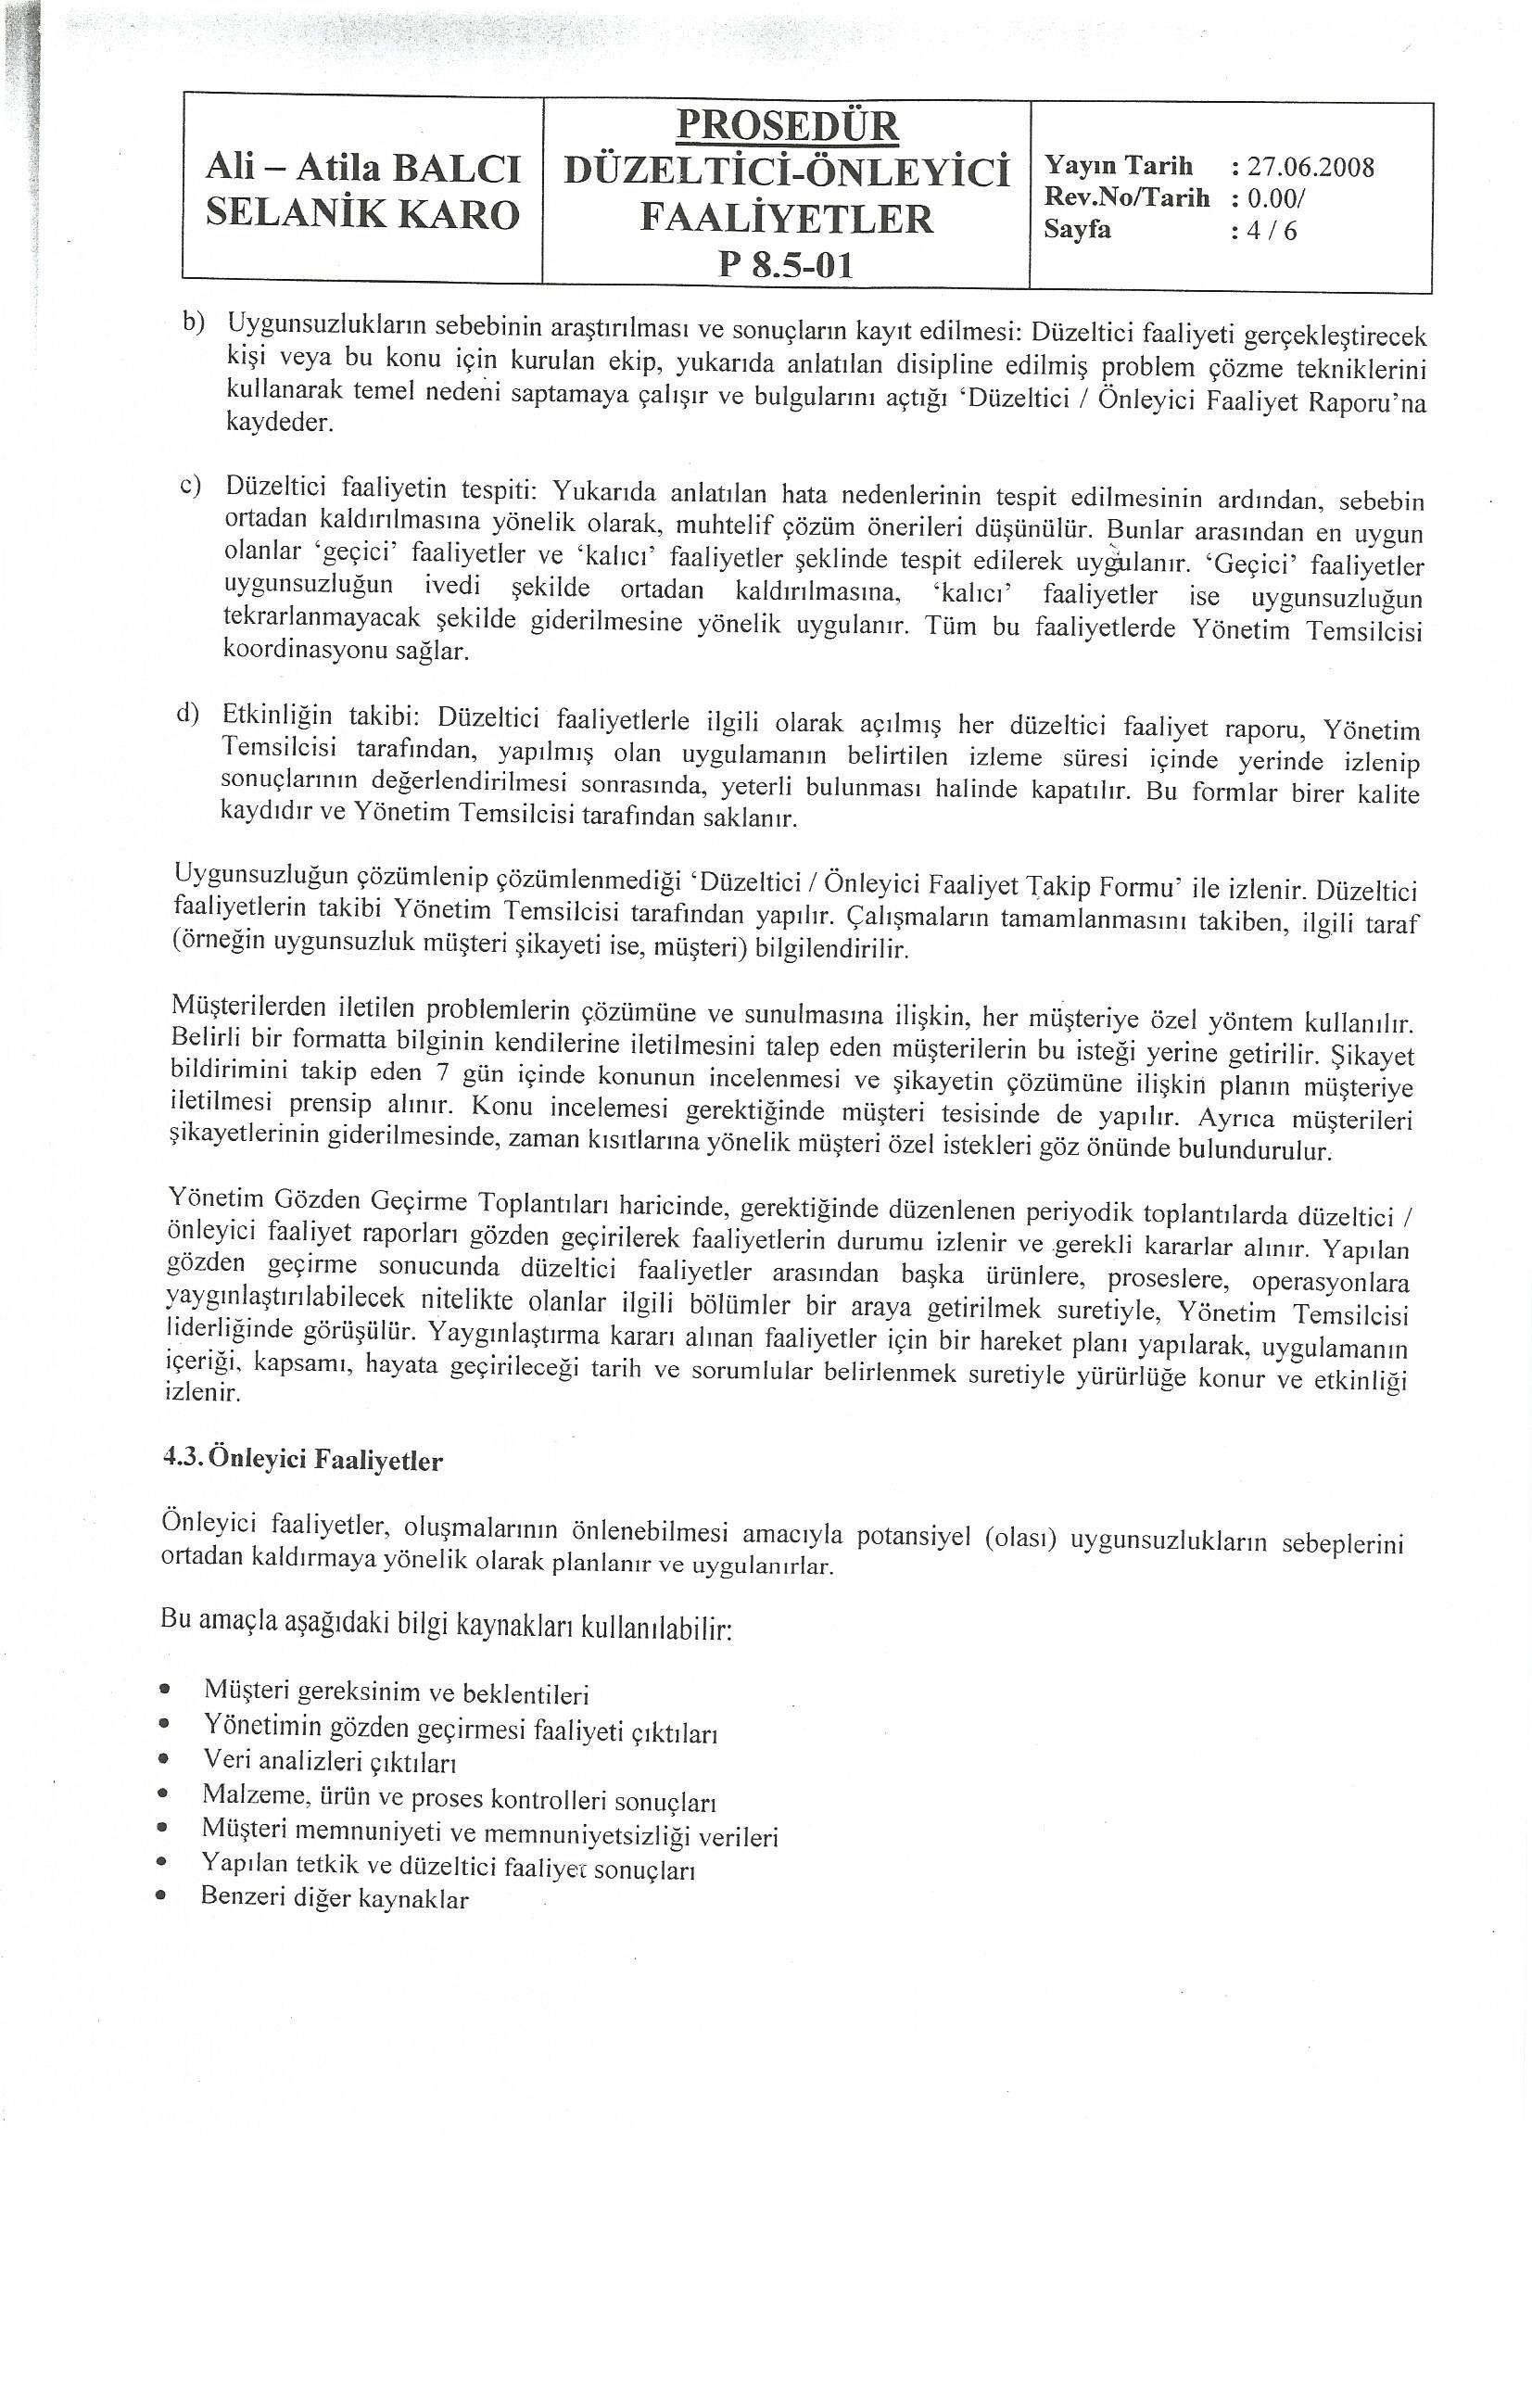 Ali – Atila BALCI
SELANİK KARO
PROSEDÜR
DÜZELTİCİ-ÖNLEYİCİ
FAALİYETLER
P 8.5-01
Yayın Tarih : 27.06.2008
Rev.No/Tarih : 0.00/
Sayfa : 4 / 6
b) Uygunsuzlukların sebebinin araştırılması ve sonuçların kayıt edilmesi: Düzeltici faaliyeti gerçekleştirecek
kişi veya bu konu için kurulan ekip, yukarıda anlatılan disipline edilmiş problem çözme tekniklerini
kullanarak temel nedeni saptamaya çalışır ve bulgularını açtığı ‘Düzeltici / Önleyici Faaliyet Raporu’na
kaydeder.
c) Düzeltici faaliyetin tespiti: Yukarıda anlatılan hata nedenlerinin tespit edilmesinin ardından, sebebin
ortadan kaldırılmasına yönelik olarak, muhtelif çözüm önerileri düşünülür. Bunlar arasından en uygun
olanlar ‘geçici’ faaliyetler ve ‘kalıcı’ faaliyetler şeklinde tespit edilerek uygulanır. ‘Geçici’ faaliyetler
uygunsuzluğun ivedi şekilde ortadan kaldırılmasına, ‘kalıcı’ faaliyetler ise uygunsuzluğun
tekrarlanmayacak şekilde giderilmesine yönelik uygulanır. Tüm bu faaliyetlerde Yönetim Temsilcisi
koordinasyonu sağlar.
d) Etkinliğin takibi: Düzeltici faaliyetlerle ilgili olarak açılmış her düzeltici faaliyet raporu, Yönetim
Temsilcisi tarafından, yapılmış olan uygulamanın belirtilen izleme süresi içinde yerinde izlenip
sonuçlarının değerlendirilmesi sonrasında, yeterli bulunması halinde kapatılır. Bu formlar birer kalite
kaydıdır ve Yönetim Temsilcisi tarafından saklanır.
Uygunsuzluğun çözümlenip çözümlenmediği ‘Düzeltici / Önleyici Faaliyet Takip Formu’ ile izlenir. Düzeltici
faaliyetlerin takibi Yönetim Temsilcisi tarafından yapılır. Çalışmaların tamamlanmasını takiben, ilgili taraf
(örneğin uygunsuzluk müşteri şikayeti ise, müşteri) bilgilendirilir.
Müşterilerden iletilen problemlerin çözümüne ve sunulmasına ilişkin, her müşteriye özel yöntem kullanılır.
Belirli bir formatta bilginin kendilerine iletilmesini talep eden müşterilerin bu isteği yerine getirilir. Şikayet
bildirimini takip eden 7 gün içinde konunun incelenmesi ve şikayetin çözümüne ilişkin planın müşteriye
iletilmesi prensip alınır. Konu incelemesi gerektiğinde müşteri tesisinde de yapılır. Ayrıca müşterileri
şikayetlerinin giderilmesinde, zaman kısıtlarına yönelik müşteri özel istekleri göz önünde bulundurulur.
Yönetim Gözden Geçirme Toplantıları haricinde, gerektiğinde düzenlenen periyodik toplantılarda düzeltici /
önleyici faaliyet raporları gözden geçirilerek faaliyetlerin durumu izlenir ve gerekli kararlar alınır. Yapılan
gözden geçirme sonucunda düzeltici faaliyetler arasından başka ürünlere, proseslere, operasyonlara
yaygınlaştırılabilecek nitelikte olanlar ilgili bölümler bir araya getirilmek suretiyle, Yönetim Temsilcisi
liderliğinde görüşülür. Yaygınlaştırma kararı alınan faaliyetler için bir hareket planı yapılarak, uygulamanın
içeriği, kapsamı, hayata geçirileceği tarih ve sorumlular belirlenmek suretiyle yürürlüğe konur ve etkinliği
izlenir.
4.3. Önleyici Faaliyetler
Önleyici faaliyetler, oluşmalarının önlenebilmesi amacıyla potansiyel (olası) uygunsuzlukların sebeplerini
ortadan kaldırmaya yönelik olarak planlanır ve uygulanırlar.
Bu amaçla aşağıdaki bilgi kaynakları kullanılabilir:
• Müşteri gereksinim ve beklentileri
• Yönetimin gözden geçirmesi faaliyeti çıktıları
• Veri analizleri çıktıları
• Malzeme, ürün ve proses kontrolleri sonuçları
• Müşteri memnuniyeti ve memnuniyetsizliği verileri
• Yapılan tetkik ve düzeltici faaliyet sonuçları
• Benzeri diğer kaynaklar